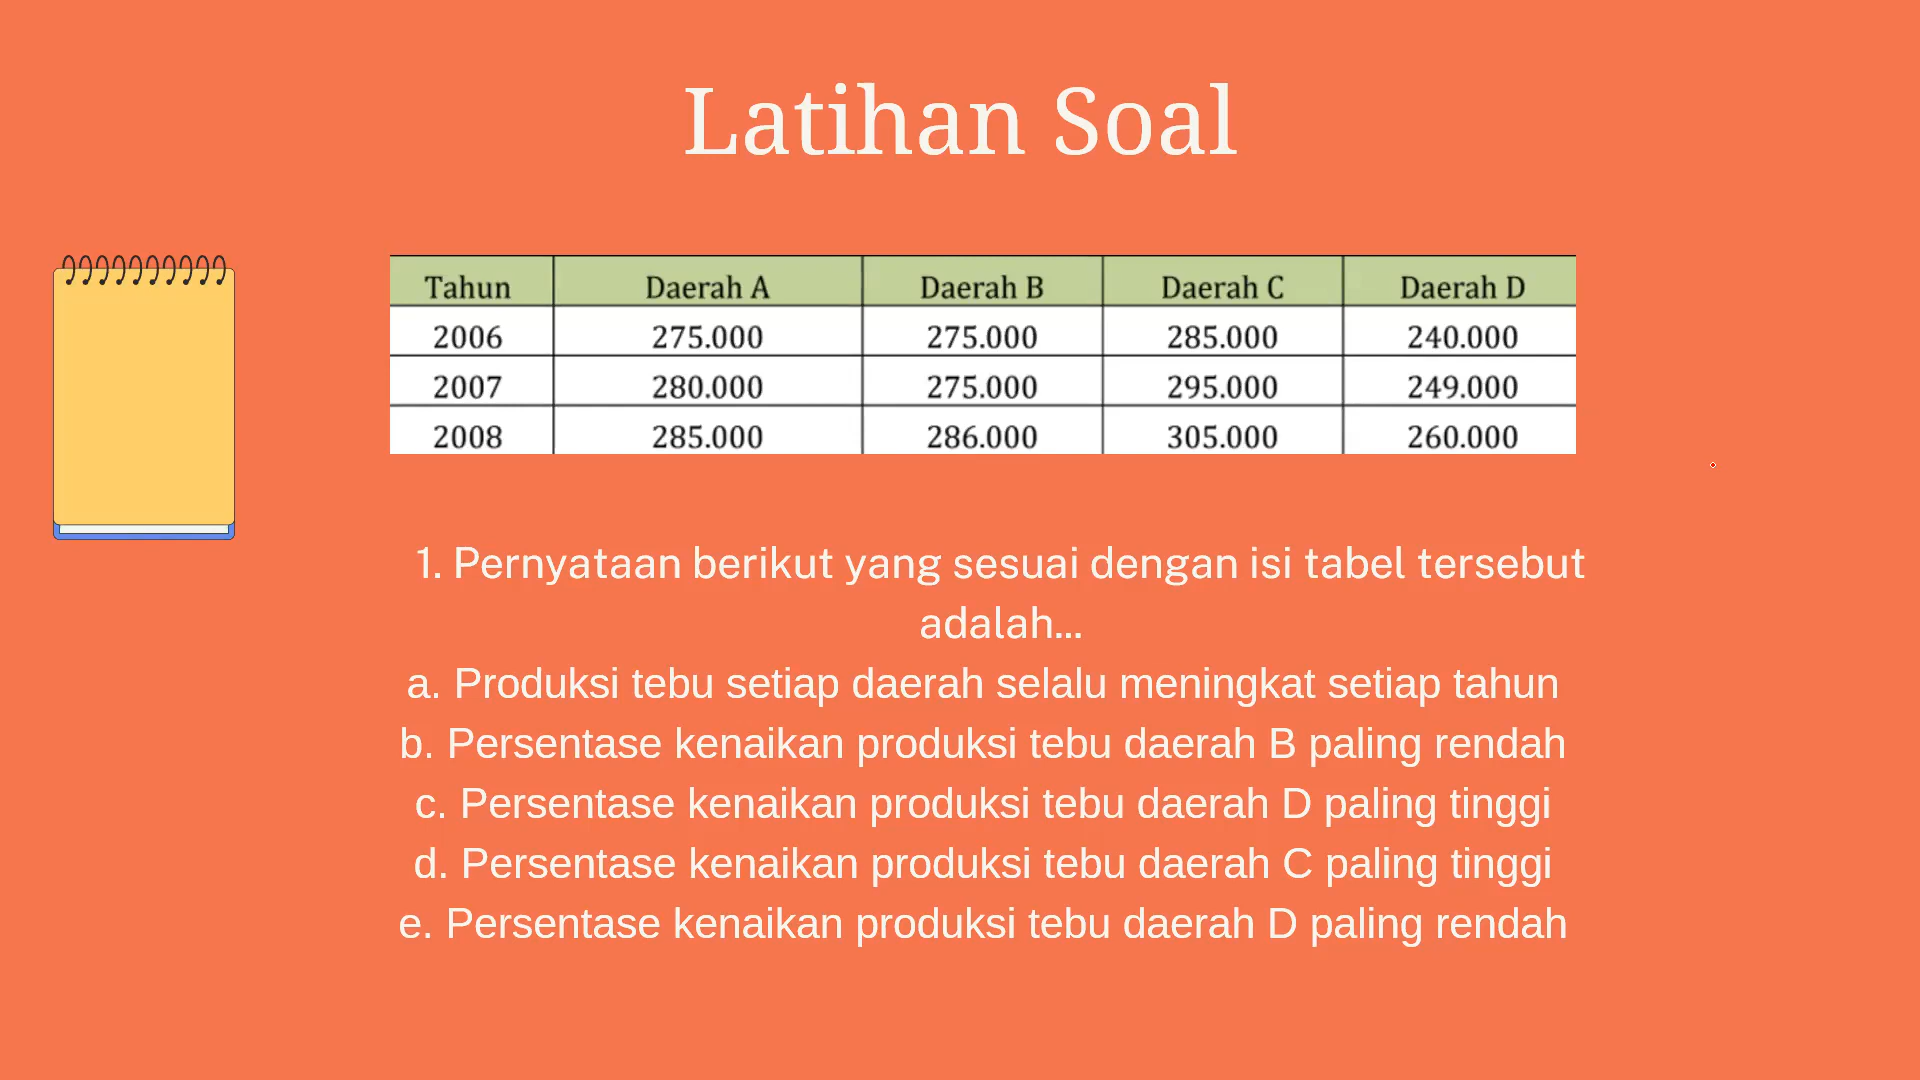 Latihan Soal
Tahun Daerah A Daerah B Daerah C Daerah D
2006 275.000 275.000 285.000 240.000
2007 280.000 275.000 295.000 249.000
2008 285.000 286.000 305.000 260.000
1. Pernyataan berikut yang sesuai dengan isi tabel tersebut
adalah...
a. Produksi tebu setiap daerah selalu meningkat setiap tahun
b. Persentase kenaikan produksi tebu daerah B paling rendah
c. Persentase kenaikan produksi tebu daerah D paling tinggi
d. Persentase kenaikan produksi tebu daerah C paling tinggi
e. Persentase kenaikan produksi tebu daerah D paling rendah